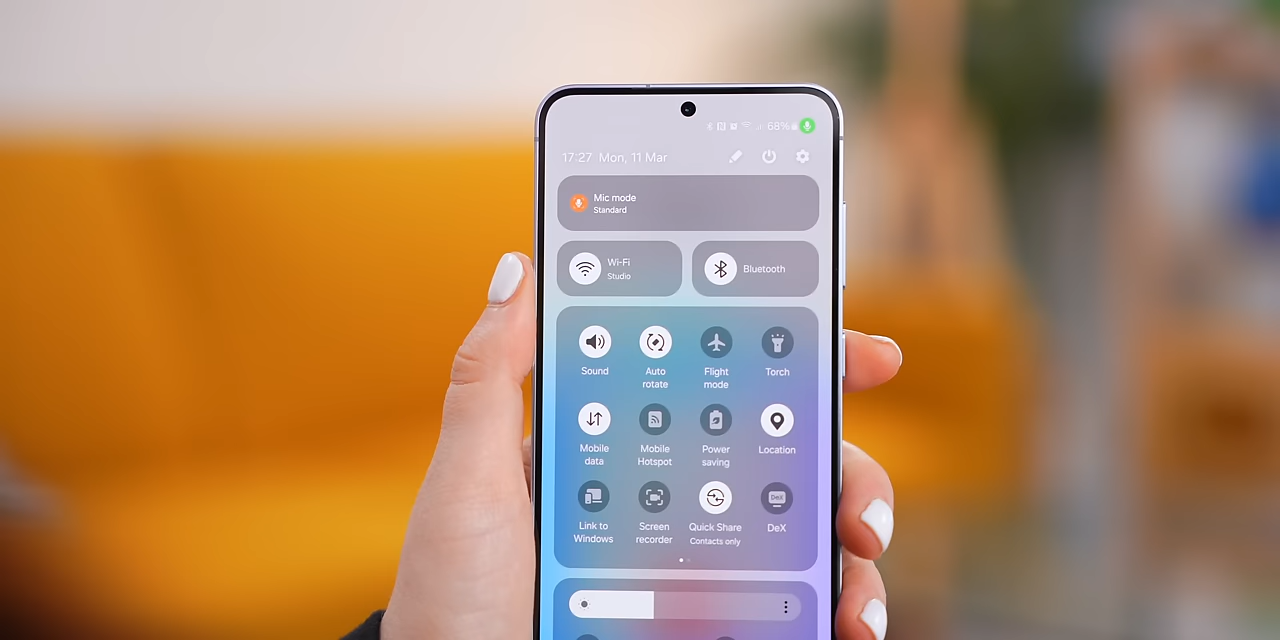 68%
17:27 Mon, 11 Mar
Mic mode
Standard
Wi-Fi
Studio
Bluetooth
Sound
Auto
rotate
Flight
mode
Torch
Mobile
data
Mobile
Hotspot
Power
saving
Location
Link to
Windows
Screen
recorder
Quick Share
Contacts only
DeX
DeX